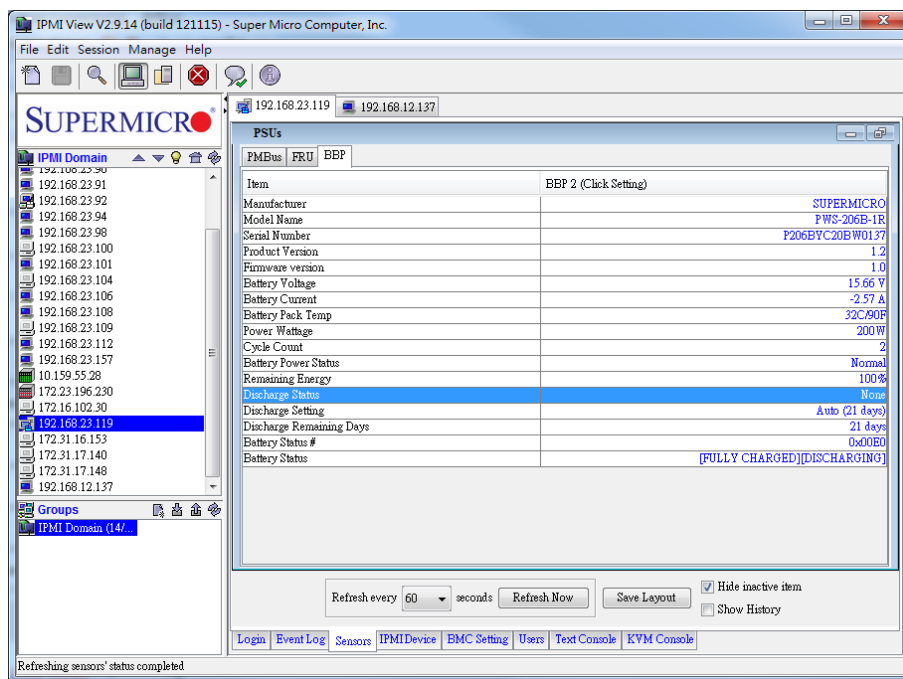 IPMI View V2.9.14 (build 121115) - Super Micro Computer, Inc.
File Edit Session Manage Help
SUPERMICRO
IPMI Domain
192.168.23.90
192.168.23.91
192.168.23.92
192.168.23.94
192.168.23.98
192.168.23.100
192.168.23.101
192.168.23.104
192.168.23.106
192.168.23.108
192.168.23.109
192.168.23.112
192.168.23.157
10.159.55.28
172.23.196.230
172.16.102.30
192.168.23.119
172.31.16.153
172.31.17.140
172.31.17.148
192.168.12.137
Groups
IPMI Domain (14/...
192.168.23.119 192.168.12.137
PSUs
PMBus FRU BBP
Item BBP 2 (Click Setting)
Manufacturer SUPERMICRO
Model Name PWS-206B-1R
Serial Number P206BYC20BW0137
Product Version 1.2
Firmware version 1.0
Battery Voltage 15.66 V
Battery Current -2.57 A
Battery Pack Temp 32C/90F
Power Wattage 200W
Cycle Count 2
Battery Power Status Normal
Remaining Energy 100%
Discharge Status None
Discharge Setting Auto (21 days)
Discharge Remaining Days 21 days
Battery Status # 0x00E0
Battery Status [FULLY CHARGED][DISCHARGING]
Refresh every 60 seconds Refresh Now Save Layout
Hide inactive item
Show History
Login Event Log Sensors IPMI Device BMC Setting Users Text Console KVM Console
Refreshing sensors' status completed